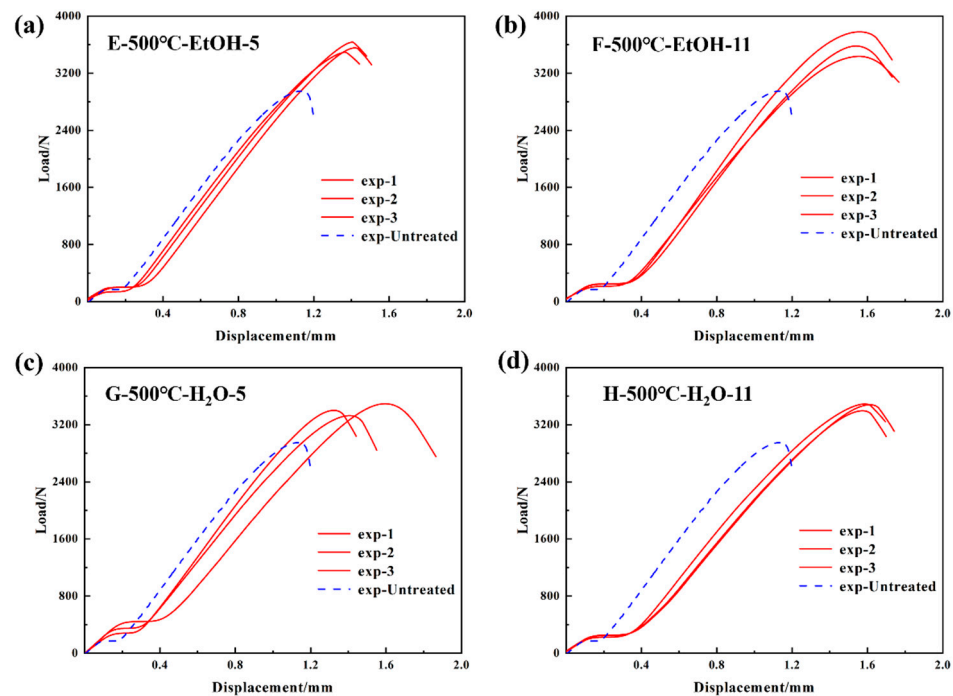 (a)
E-500°C-EtOH-5
4000
3200
2400
1600
800
0
Load/N
exp-1
exp-2
exp-3
exp-Untreated
0.4
0.8
1.2
1.6
2.0
Displacement/mm
(b)
F-500°C-EtOH-11
4000
3200
2400
1600
800
0
Load/N
exp-1
exp-2
exp-3
exp-Untreated
0.4
0.8
1.2
1.6
2.0
Displacement/mm
(c)
G-500°C-H₂O-5
4000
3200
2400
1600
800
0
Load/N
exp-1
exp-2
exp-3
exp-Untreated
0.4
0.8
1.2
1.6
2.0
Displacement/mm
(d)
H-500°C-H₂O-11
4000
3200
2400
1600
800
0
Load/N
exp-1
exp-2
exp-3
exp-Untreated
0.4
0.8
1.2
1.6
2.0
Displacement/mm